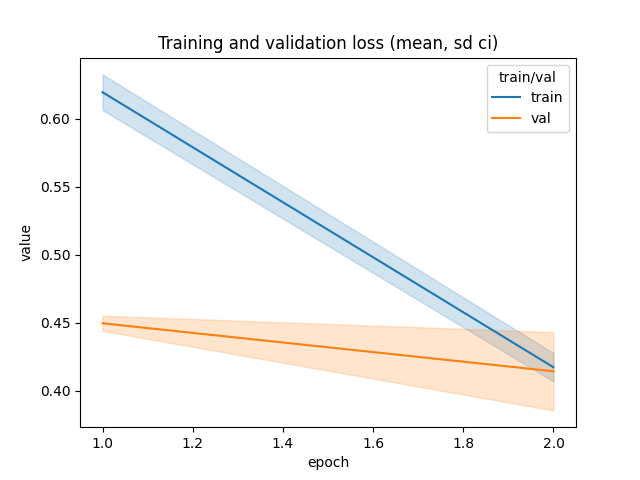 Training and validation loss (mean, sd ci)
train/val
train
val
0.60
0.55
0.50
0.45
0.40
value
1.0
1.2
1.4
1.6
1.8
2.0
epoch